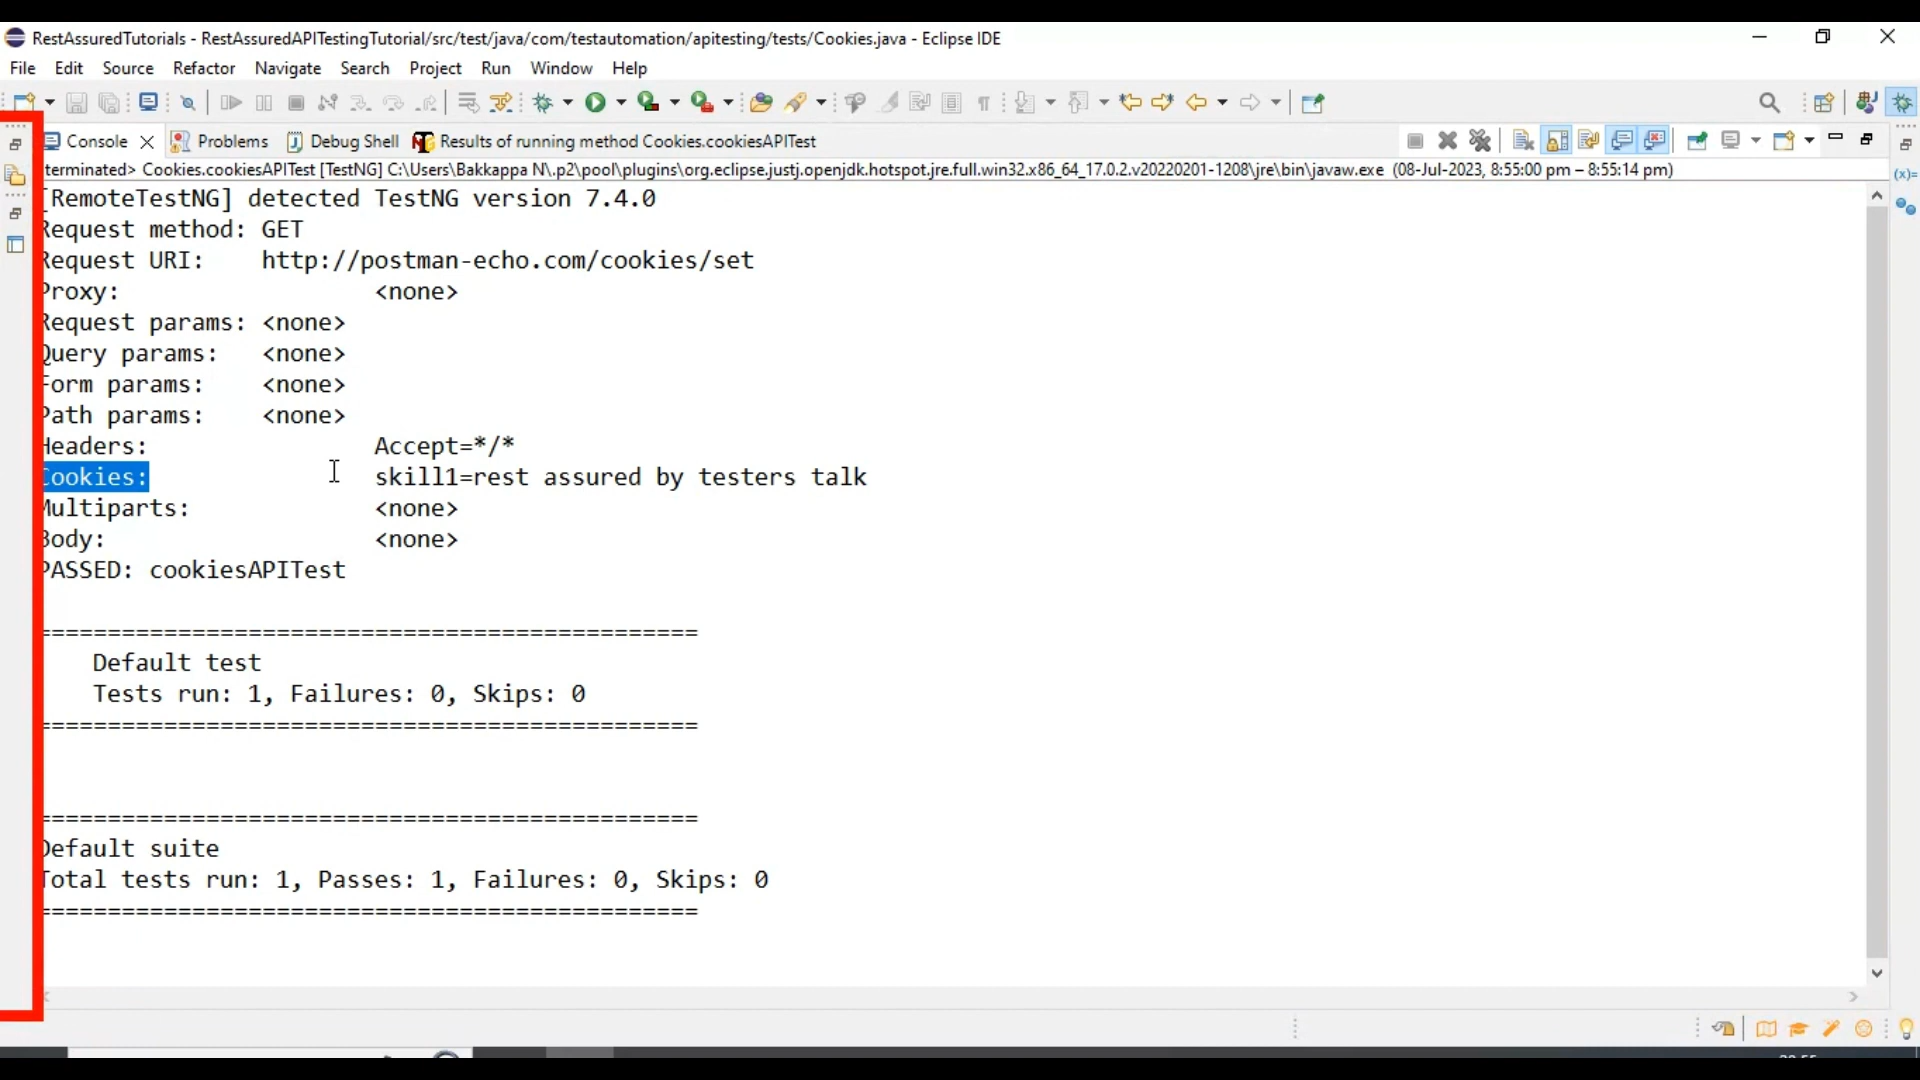 RestAssuredTutorials - RestAssuredAPITestingTutorial/src/test/java/com/testautomation/apitesting/tests/Cookies.java - Eclipse IDE
File Edit Source Refactor Navigate Search Project Run Window Help
Console Problems Debug Shell Results of running method Cookies.cookiesAPITest
terminated> Cookies.cookiesAPITest [TestNG] C:\Users\Bakkappa N\.p2\pool\plugins\org.eclipse.justj.openjdk.hotspot.jre.full.win32.x86_64_17.0.2.v20220201-1208\jre\bin\javaw.exe (08-Jul-2023, 8:55:00 pm – 8:55:14 pm)
[RemoteTestNG] detected TestNG version 7.4.0
Request method: GET
Request URI: http://postman-echo.com/cookies/set
Proxy: <none>
Request params: <none>
Query params: <none>
Form params: <none>
Path params: <none>
Headers: Accept=*/*
Cookies: skill1=rest assured by testers talk
Multiparts: <none>
Body: <none>
PASSED: cookiesAPITest
===============================================
Default test
Tests run: 1, Failures: 0, Skips: 0
===============================================
===============================================
Default suite
Total tests run: 1, Passes: 1, Failures: 0, Skips: 0
===============================================